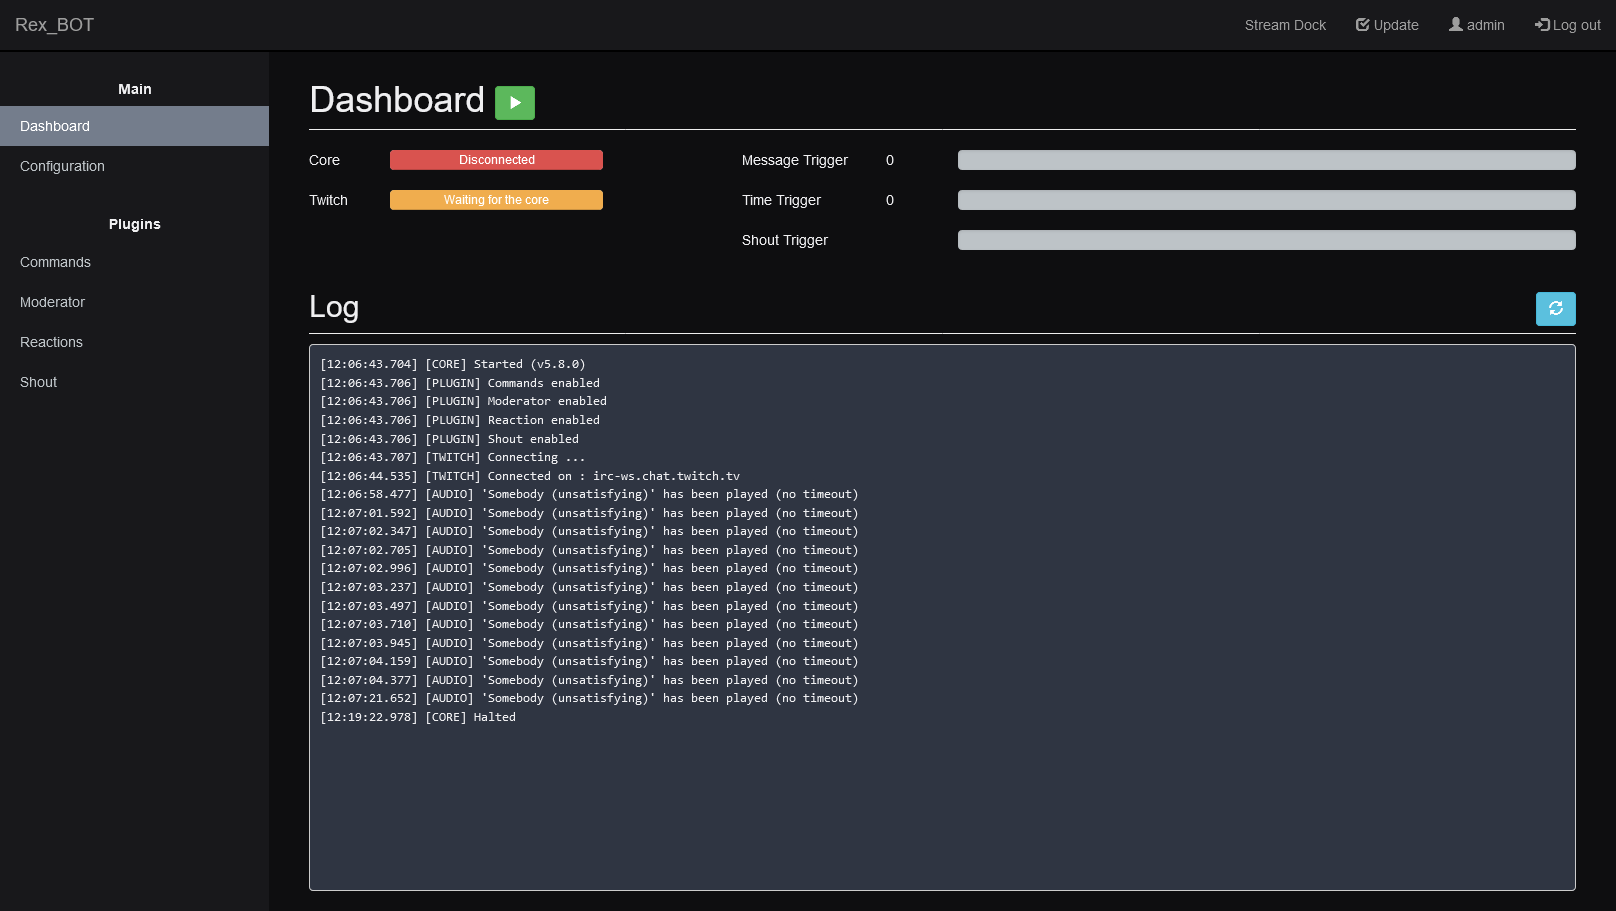 Rex_BOT
Stream Dock Update admin Log out
Main
Dashboard
Configuration
Plugins
Commands
Moderator
Reactions
Shout
Dashboard
Core Disconnected
Twitch Waiting for the core
Message Trigger 0
Time Trigger 0
Shout Trigger
Log
[12:06:43.704] [CORE] Started (v5.8.0)
[12:06:43.706] [PLUGIN] Commands enabled
[12:06:43.706] [PLUGIN] Moderator enabled
[12:06:43.706] [PLUGIN] Reaction enabled
[12:06:43.706] [PLUGIN] Shout enabled
[12:06:43.707] [TWITCH] Connecting ...
[12:06:44.535] [TWITCH] Connected on : irc-ws.chat.twitch.tv
[12:06:58.477] [AUDIO] 'Somebody (unsatisfying)' has been played (no timeout)
[12:07:01.592] [AUDIO] 'Somebody (unsatisfying)' has been played (no timeout)
[12:07:02.347] [AUDIO] 'Somebody (unsatisfying)' has been played (no timeout)
[12:07:02.705] [AUDIO] 'Somebody (unsatisfying)' has been played (no timeout)
[12:07:02.996] [AUDIO] 'Somebody (unsatisfying)' has been played (no timeout)
[12:07:03.237] [AUDIO] 'Somebody (unsatisfying)' has been played (no timeout)
[12:07:03.497] [AUDIO] 'Somebody (unsatisfying)' has been played (no timeout)
[12:07:03.710] [AUDIO] 'Somebody (unsatisfying)' has been played (no timeout)
[12:07:03.945] [AUDIO] 'Somebody (unsatisfying)' has been played (no timeout)
[12:07:04.159] [AUDIO] 'Somebody (unsatisfying)' has been played (no timeout)
[12:07:04.377] [AUDIO] 'Somebody (unsatisfying)' has been played (no timeout)
[12:07:21.652] [AUDIO] 'Somebody (unsatisfying)' has been played (no timeout)
[12:19:22.978] [CORE] Halted